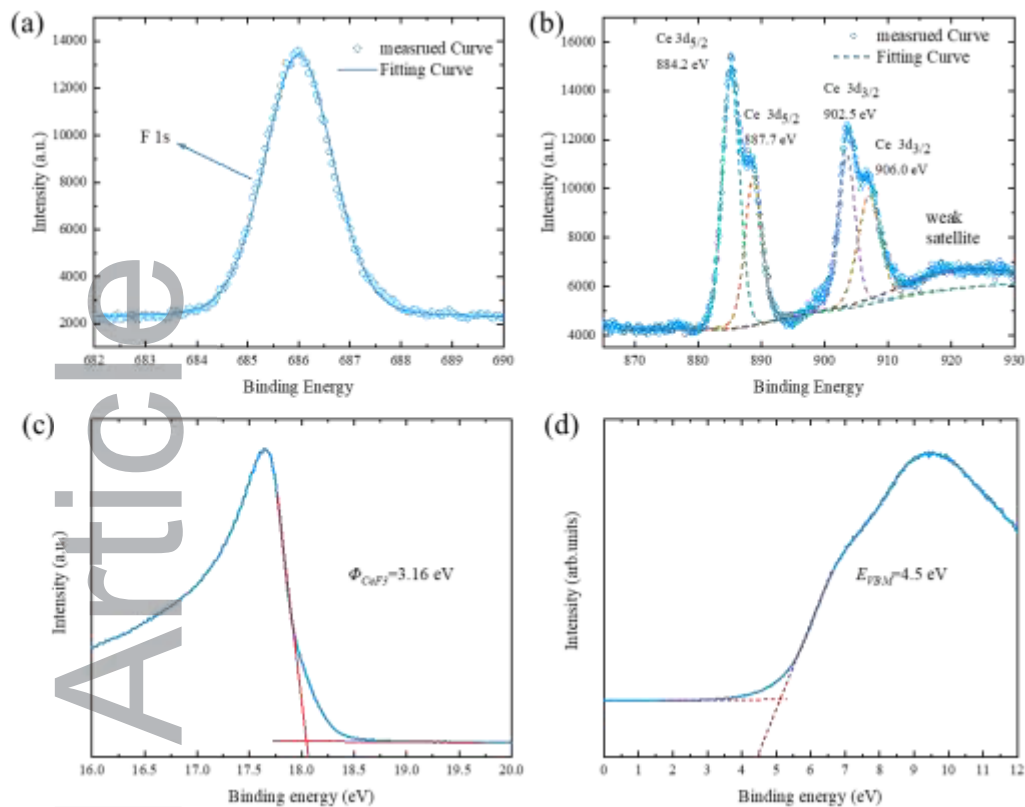 (a)
14000
12000
10000
8000
6000
4000
2000
Intensity (a.u.)
measrued Curve
Fitting Curve
F 1s
682 683 684 685 686 687 688 689 690
Binding Energy
(b)
16000
14000
12000
10000
8000
6000
4000
Intensity (a.u.)
Ce 3d5/2
884.2 eV
measrued Curve
Fitting Curve
Ce 3d3/2
902.5 eV
Ce 3d5/2
887.7 eV
Ce 3d3/2
906.0 eV
weak
satellite
870 880 890 900 910 920 930
Binding Energy
(c)
Intensity (a.u.)
ΦCeF3=3.16 eV
16.0 16.5 17.0 17.5 18.0 18.5 19.0 19.5 20.0
Binding energy (eV)
(d)
Intensity (arb.units)
EVBM=4.5 eV
0 1 2 3 4 5 6 7 8 9 10 11 12
Binding energy (eV)
Article